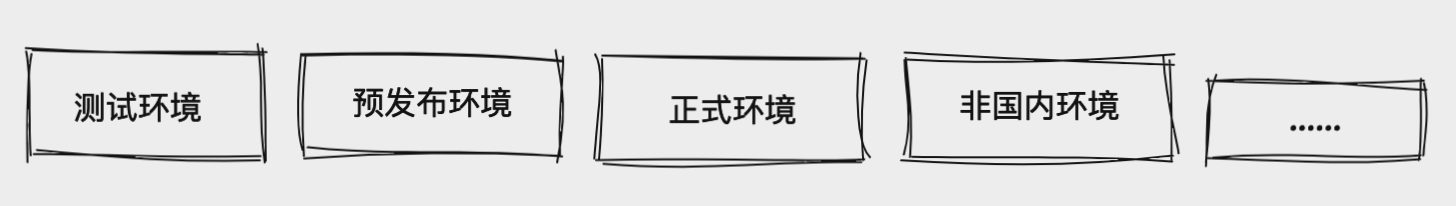 测试环境
预发布环境
正式环境
非国内环境
......